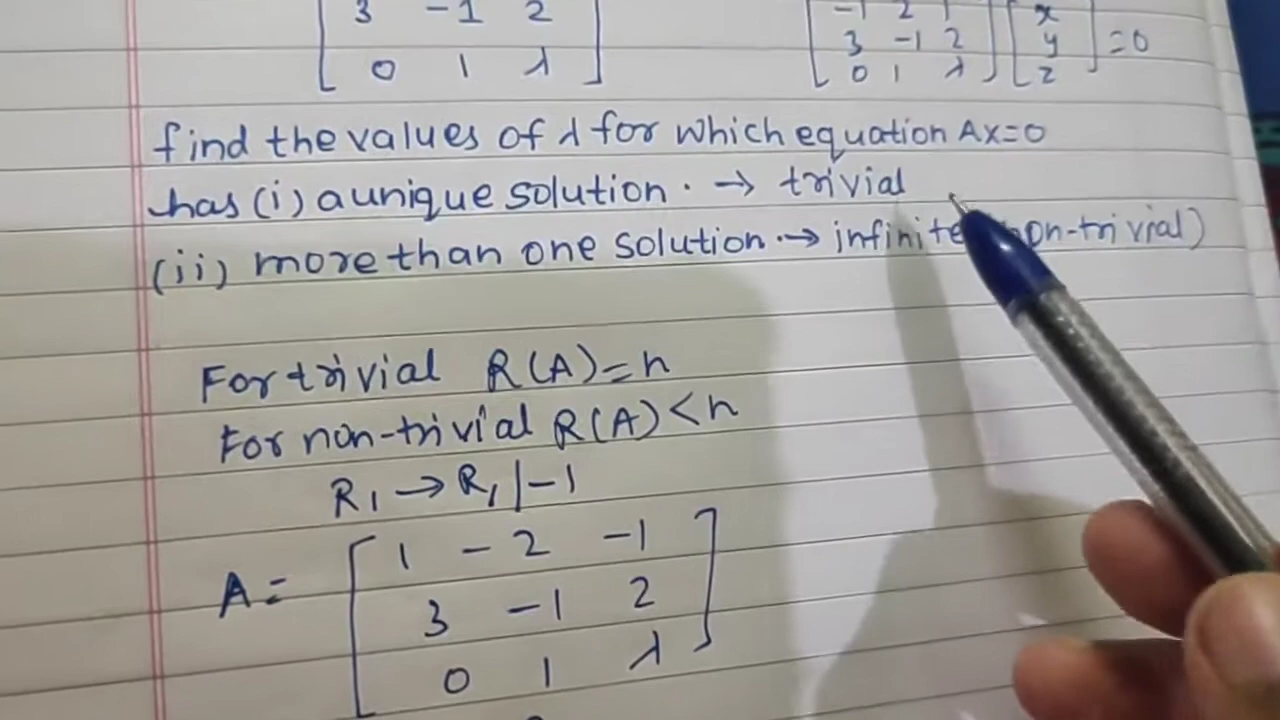 3 -1 2
0 1 λ
-1 2 1 x
3 -1 2 y =0
0 1 λ z
find the values of λ for which equation Ax=0
has (i) a unique solution. → trivial
(ii) more than one solution. → infinite on-trivial)
For trivial R(A)=n
For non-trivial R(A)<n
R₁ → R₁/-1
A= 1 -2 -1
3 -1 2
0 1 λ